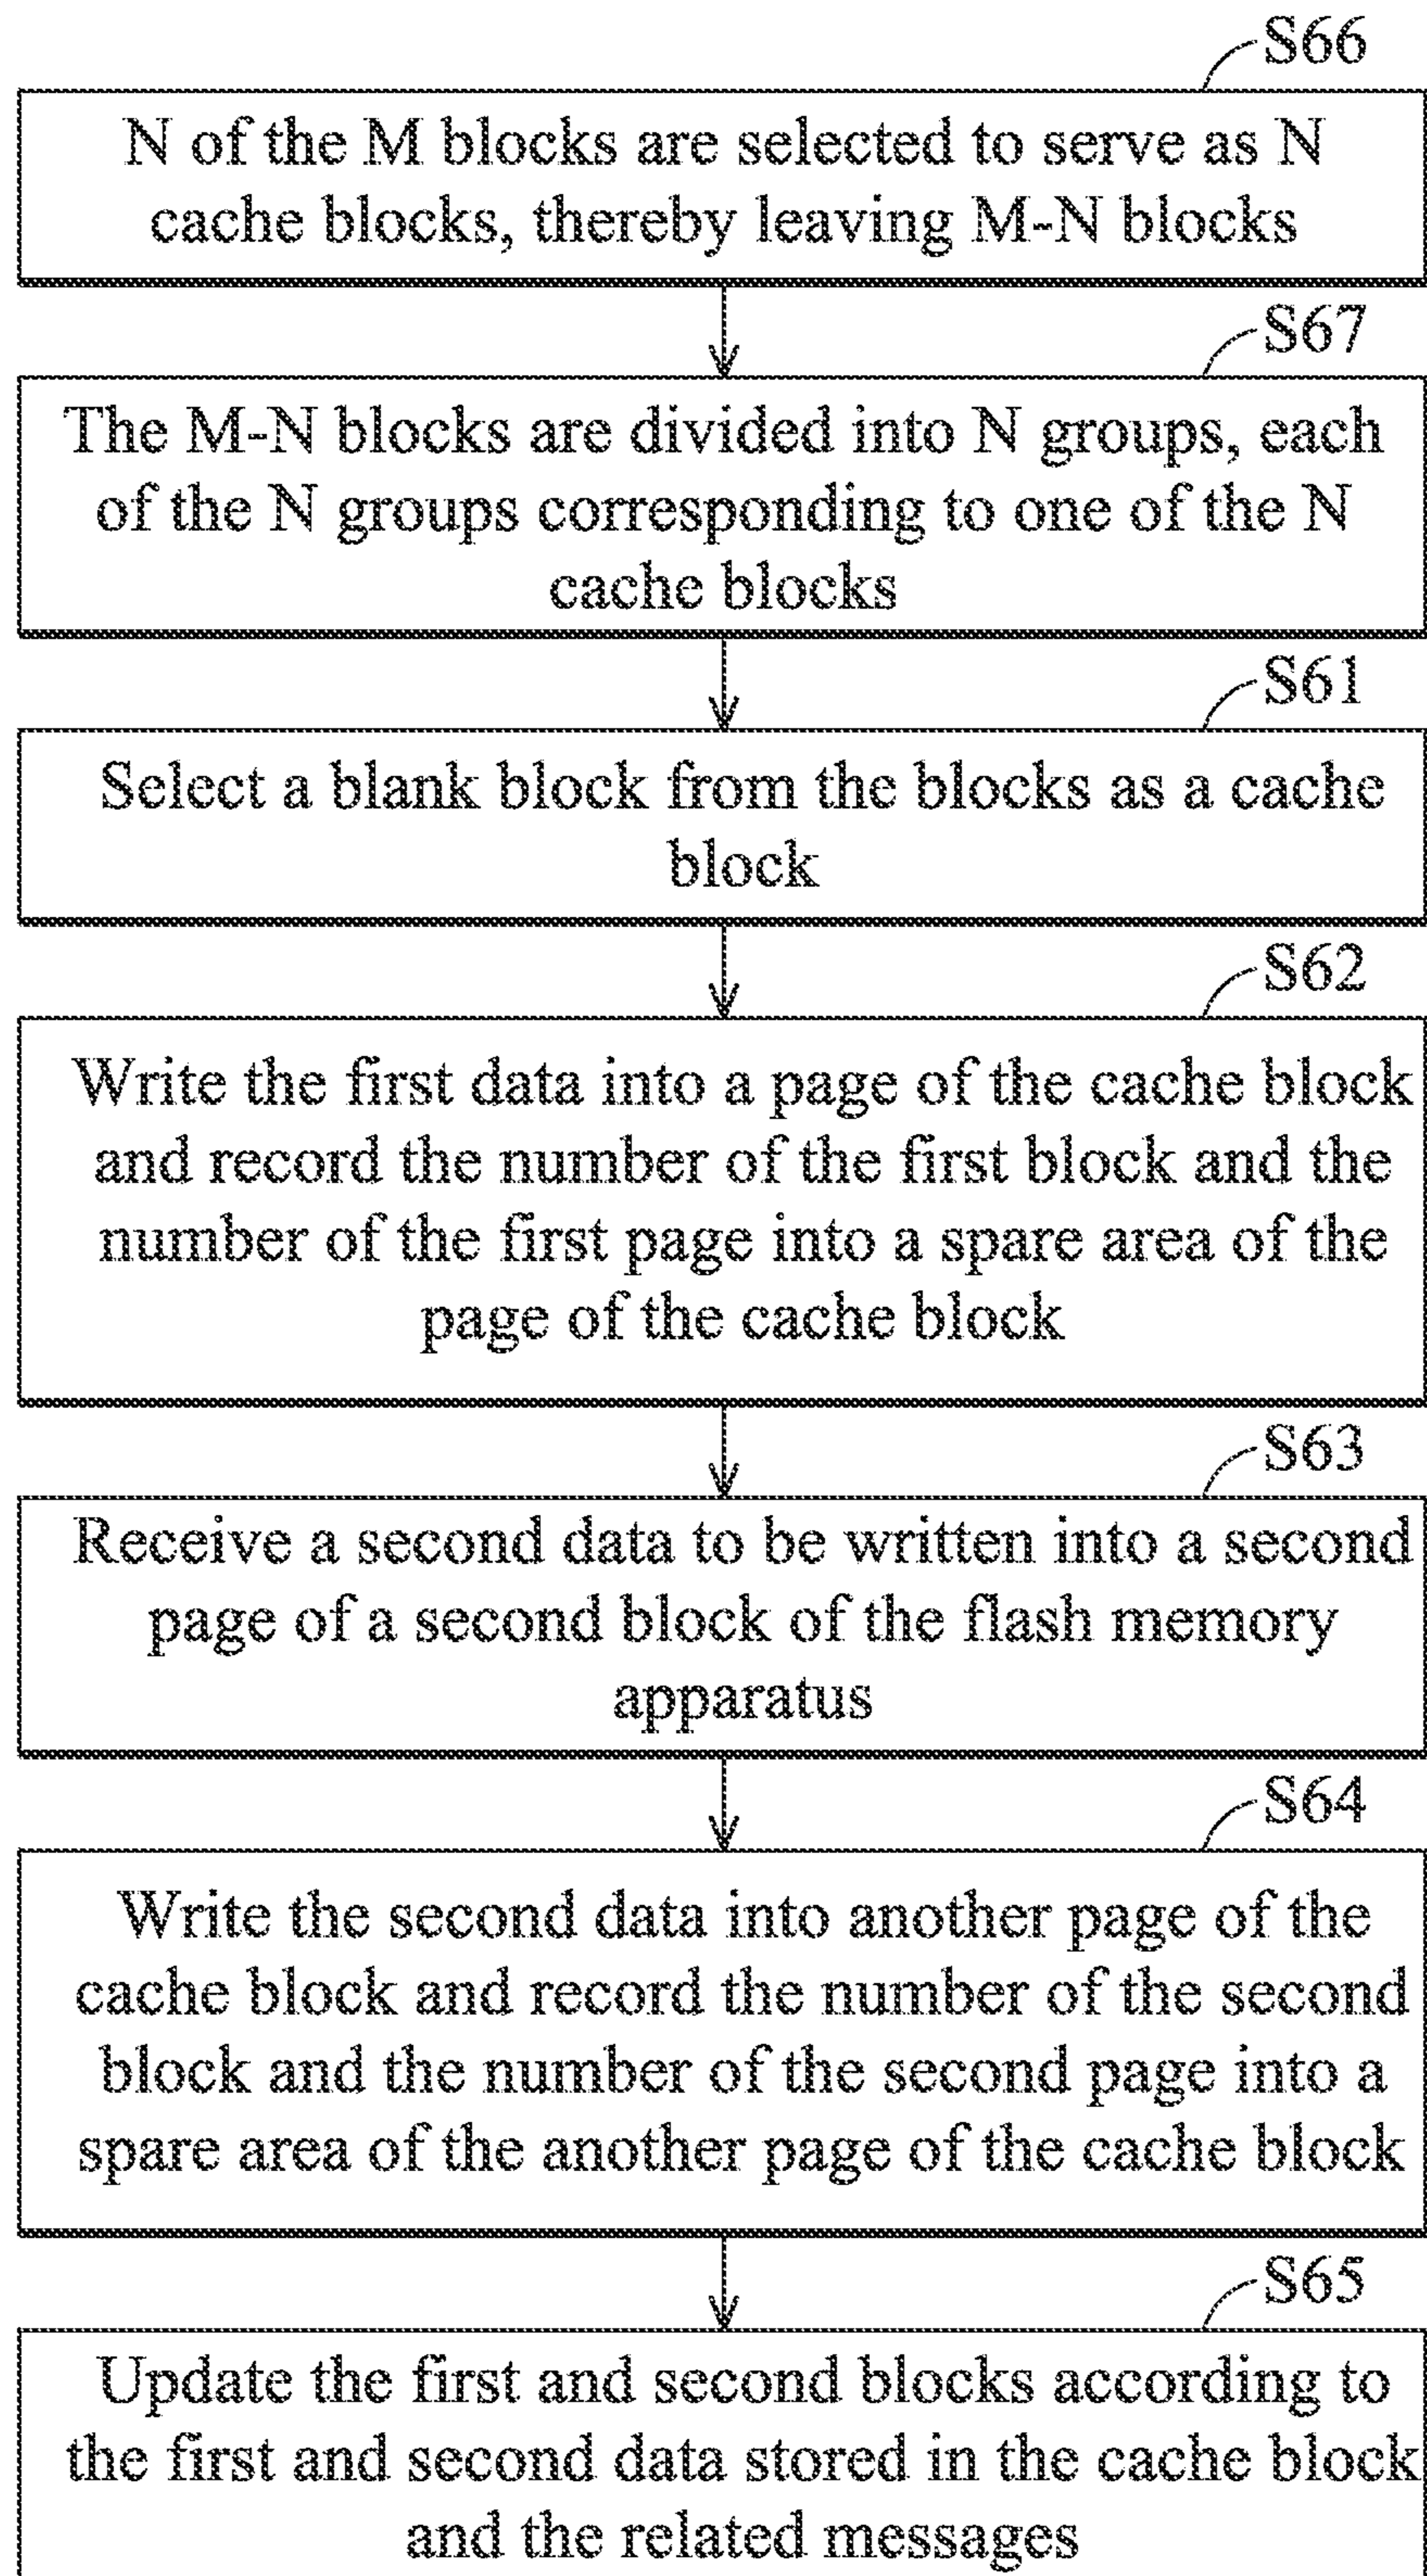 S66
N of the M blocks are selected to serve as N
cache blocks, thereby leaving M-N blocks
S67
The M-N blocks are divided into N groups, each
of the N groups corresponding to one of the N
cache blocks
S61
Select a blank block from the blocks as a cache
block
S62
Write the first data into a page of the cache block
and record the number of the first block and the
number of the first page into a spare area of the
page of the cache block
S63
Receive a second data to be written into a second
page of a second block of the flash memory
apparatus
S64
Write the second data into another page of the
cache block and record the number of the second
block and the number of the second page into a
spare area of the another page of the cache block
S65
Update the first and second blocks according to
the first and second data stored in the cache block
and the related messages